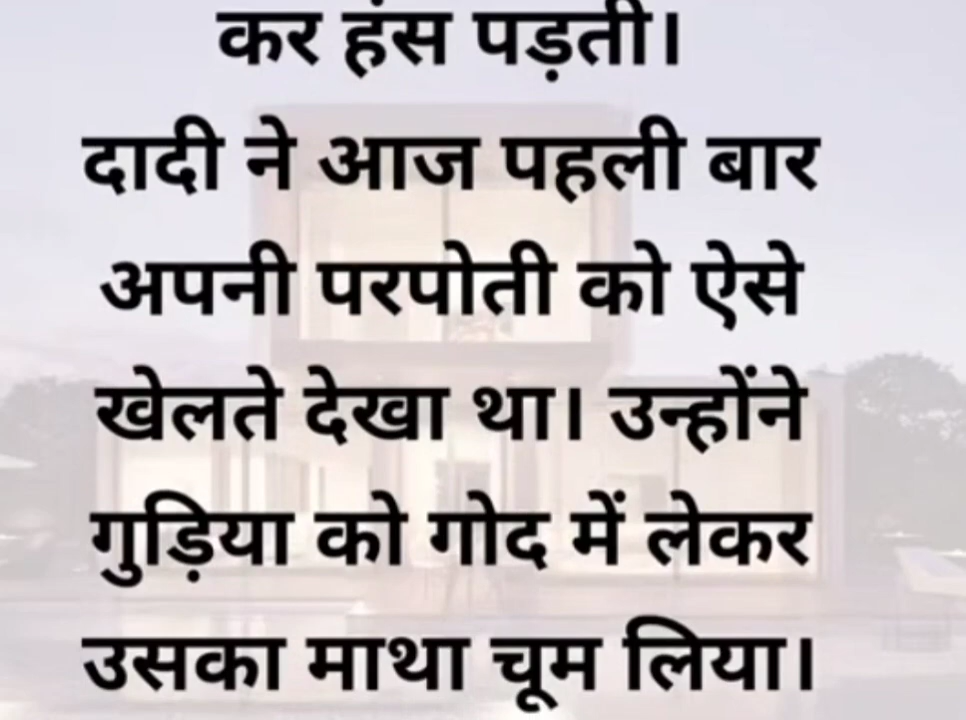 कर हंस पड़ती।
दादी ने आज पहली बार
अपनी परपोती को ऐसे
खेलते देखा था। उन्होंने
गुड़िया को गोद में लेकर
उसका माथा चूम लिया।